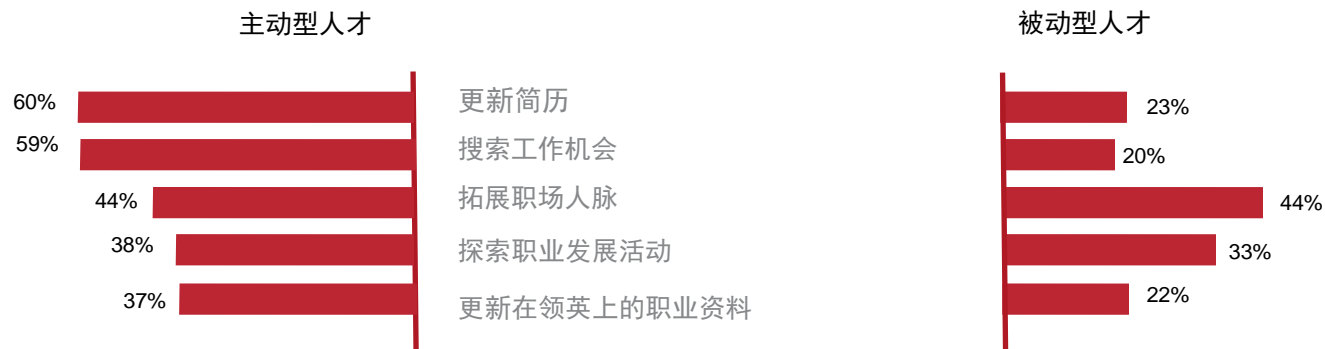 主动型人才
被动型人才
60%
更新简历
23%
59%
搜索工作机会
20%
44%
拓展职场人脉
44%
38%
探索职业发展活动
33%
37%
更新在领英上的职业资料
22%